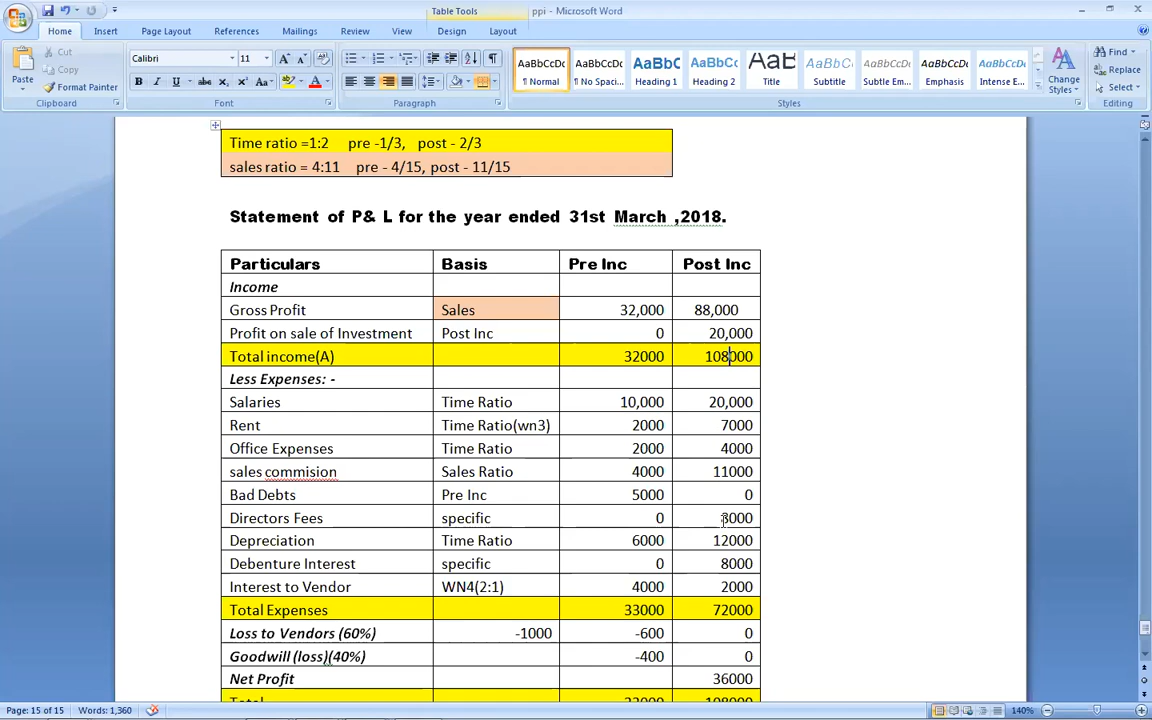 Table Tools
ppi - Microsoft Word
Home Insert Page Layout References Mailings Review View Design Layout
Paste
Cut
Copy
Format Painter
Clipboard
Calibri 11
Font
Paragraph
AaBbCcDc AaBbCcDc AaBbC AaBbCc AaB AaBbCc. AaBbCcDc AaBbCcDc AaBbCcDc
¶ Normal ¶ No Spaci... Heading 1 Heading 2 Title Subtitle Subtle Em... Emphasis Intense E...
Change Styles
Styles
Find
Replace
Select
Editing
Time ratio =1:2 pre -1/3, post - 2/3
sales ratio = 4:11 pre - 4/15, post - 11/15
Statement of P& L for the year ended 31st March ,2018.
Particulars Basis Pre Inc Post Inc
Income
Gross Profit Sales 32,000 88,000
Profit on sale of Investment Post Inc 0 20,000
Total income(A) 32000 108000
Less Expenses: -
Salaries Time Ratio 10,000 20,000
Rent Time Ratio(wn3) 2000 7000
Office Expenses Time Ratio 2000 4000
sales commision Sales Ratio 4000 11000
Bad Debts Pre Inc 5000 0
Directors Fees specific 0 8000
Depreciation Time Ratio 6000 12000
Debenture Interest specific 0 8000
Interest to Vendor WN4(2:1) 4000 2000
Total Expenses 33000 72000
Loss to Vendors (60%) -1000 -600 0
Goodwill (loss)(40%) -400 0
Net Profit 36000
Page: 15 of 15 Words: 1,360 140%